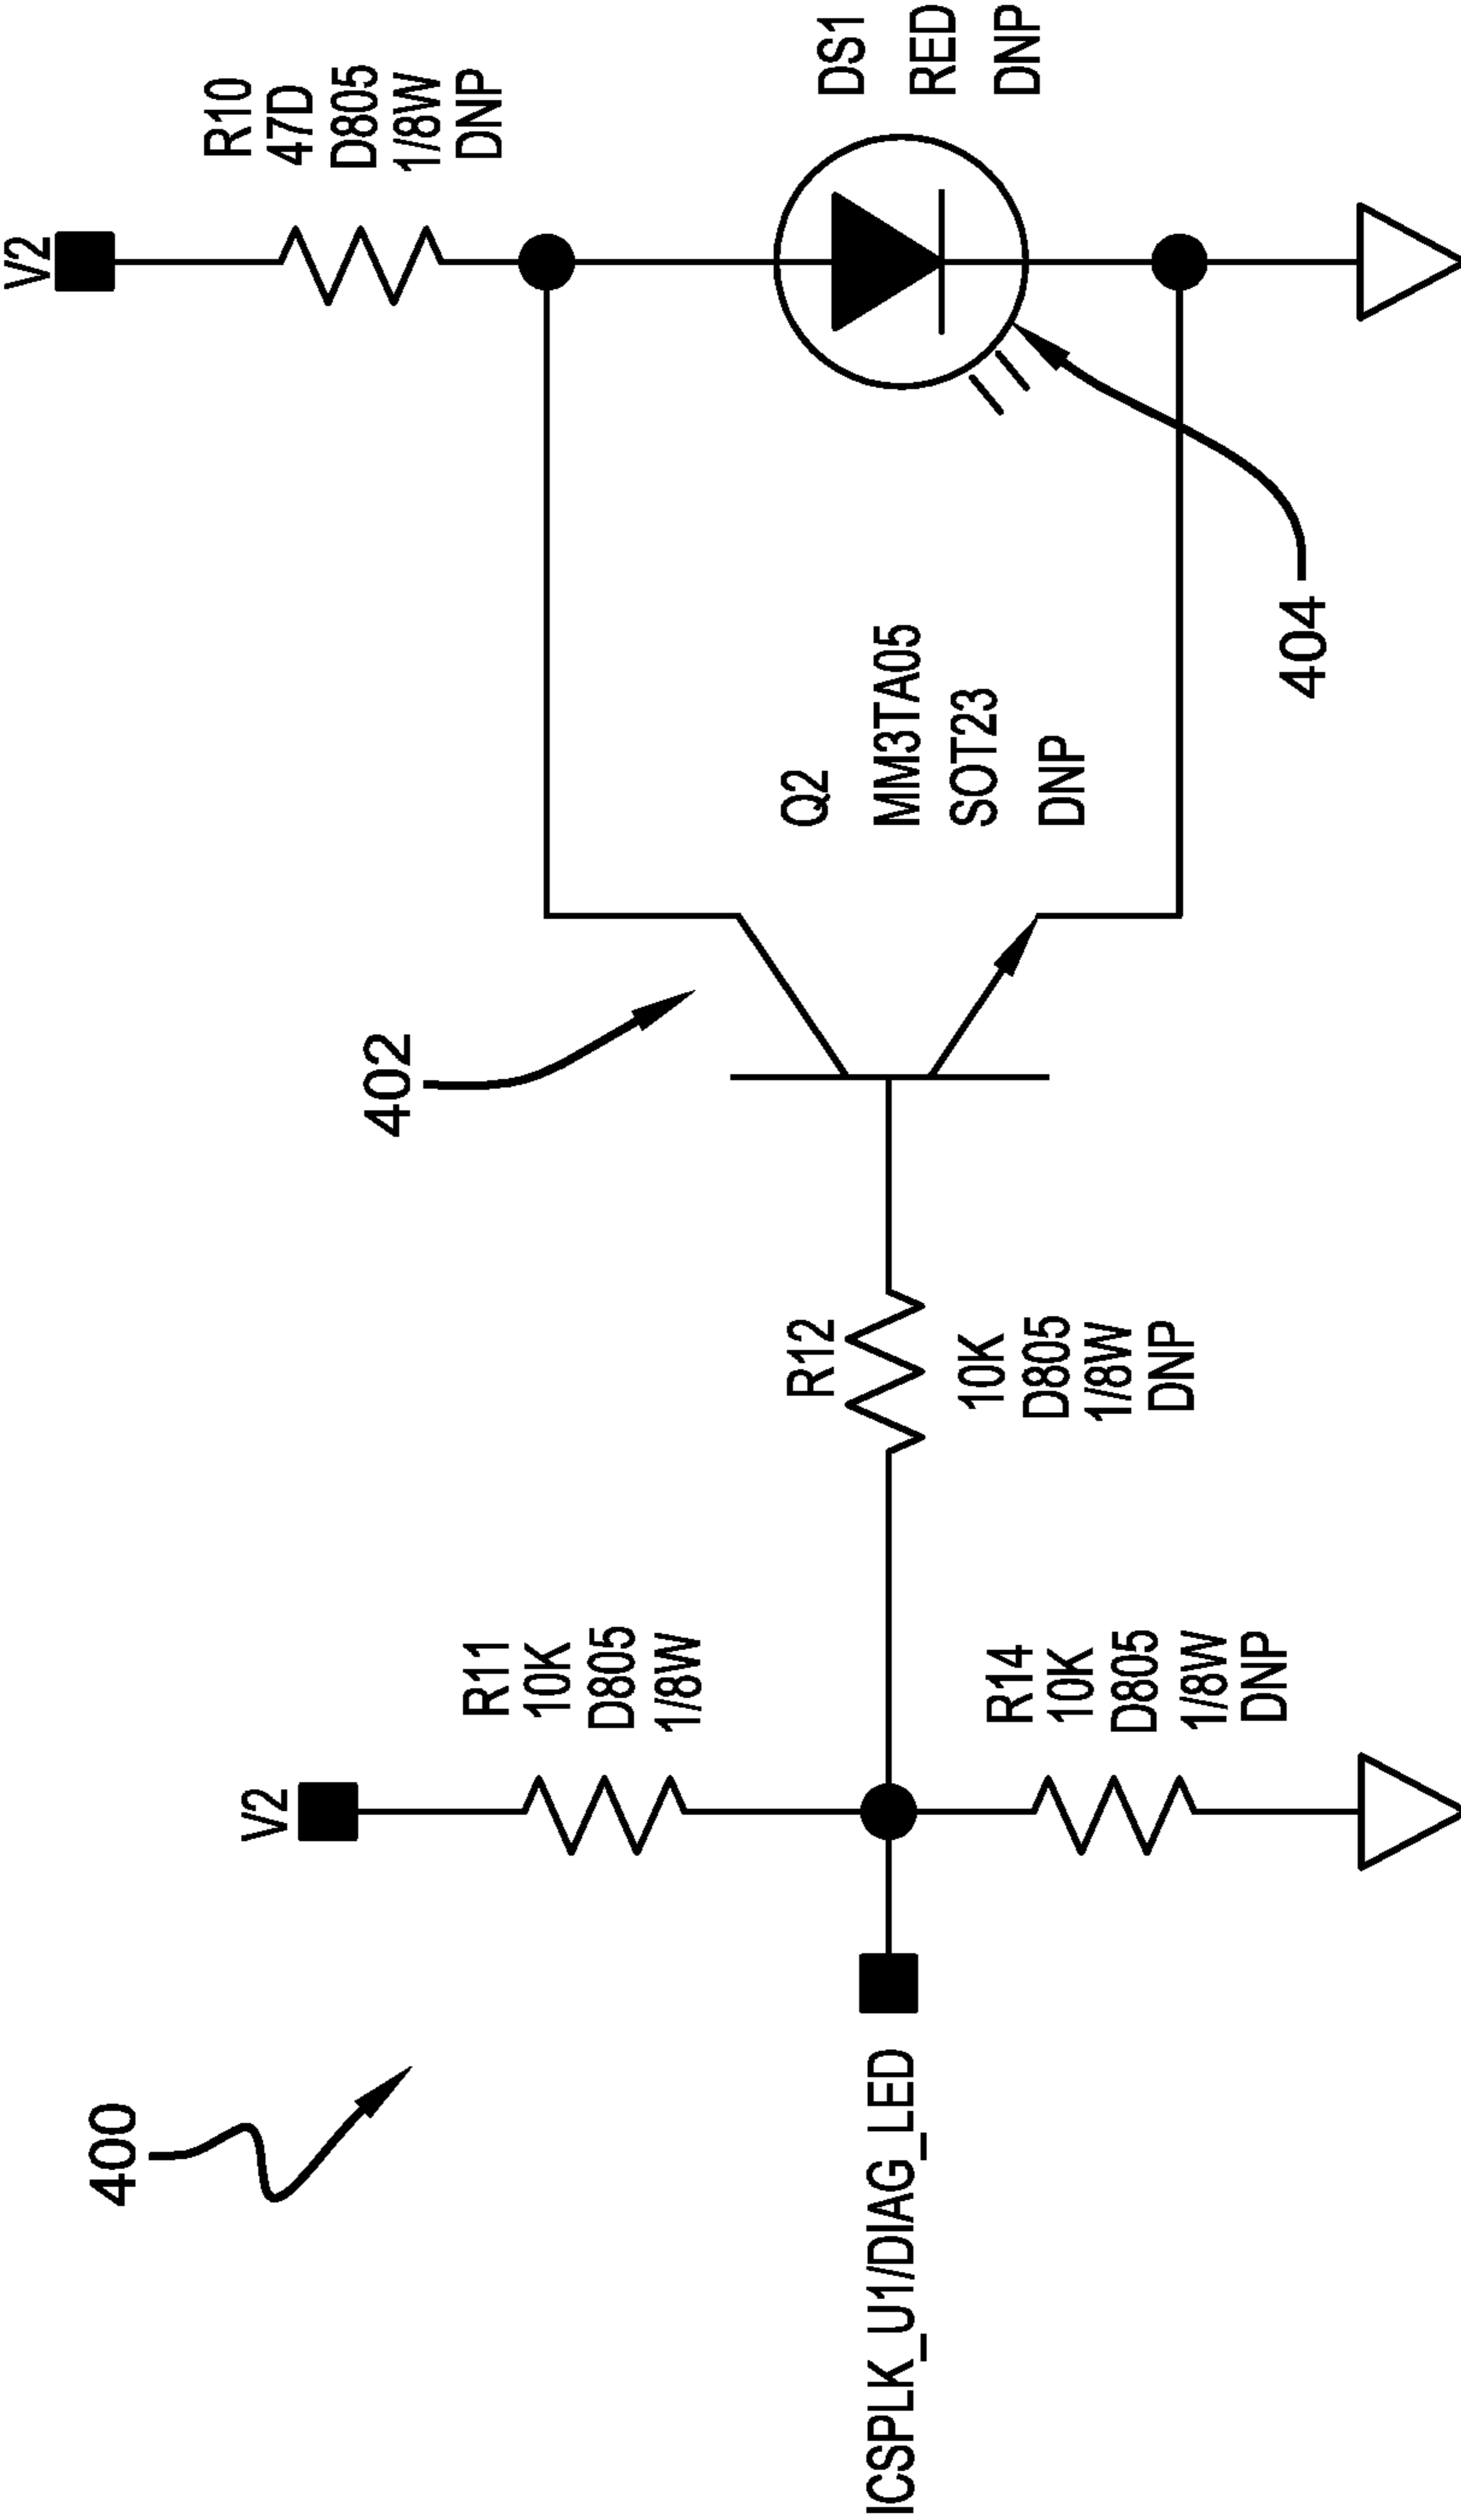 400
ICSPLK_U1/DIAG_LED
V2
R11
10K
D805
1/8W
R14
10K
D805
1/8W
DNP
R12
10K
D805
1/8W
DNP
402
Q2
MM3TA05
SOT23
DNP
404
V2
R10
47D
D805
1/8W
DNP
DS1
RED
DNP